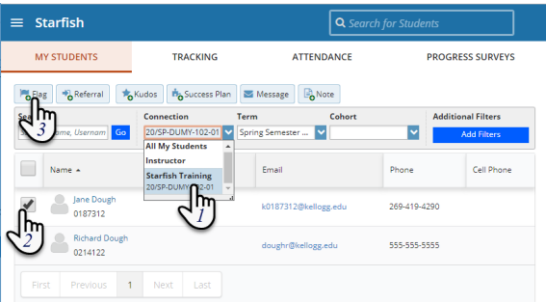 Starfish
Search for Students
MY STUDENTS TRACKING ATTENDANCE PROGRESS SURVEYS
Flag Referral Kudos Success Plan Message Note
Connection Term Cohort Additional Filters
ome, Usernam Go 20/SP-DUMY-102-01 Spring Semester ... Add Filters
All My Students
Instructor
Starfish Training
20/SP-DUMY-102-01
Name Email Phone Cell Phone
Jane Dough k0187312@kellogg.edu 269-419-4290
0187312
Richard Dough doughr@kellogg.edu 555-555-5555
0214122
First Previous 1 Next Last
3
1
2